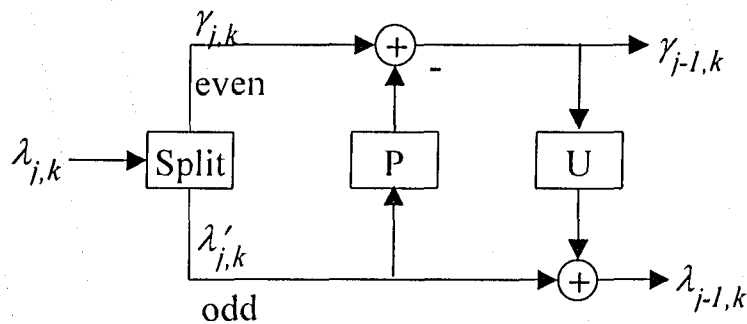 γj,k
+
-
γj-1,k
even
λj,k
Split
P
U
λ′j,k
+
λj-1,k
odd